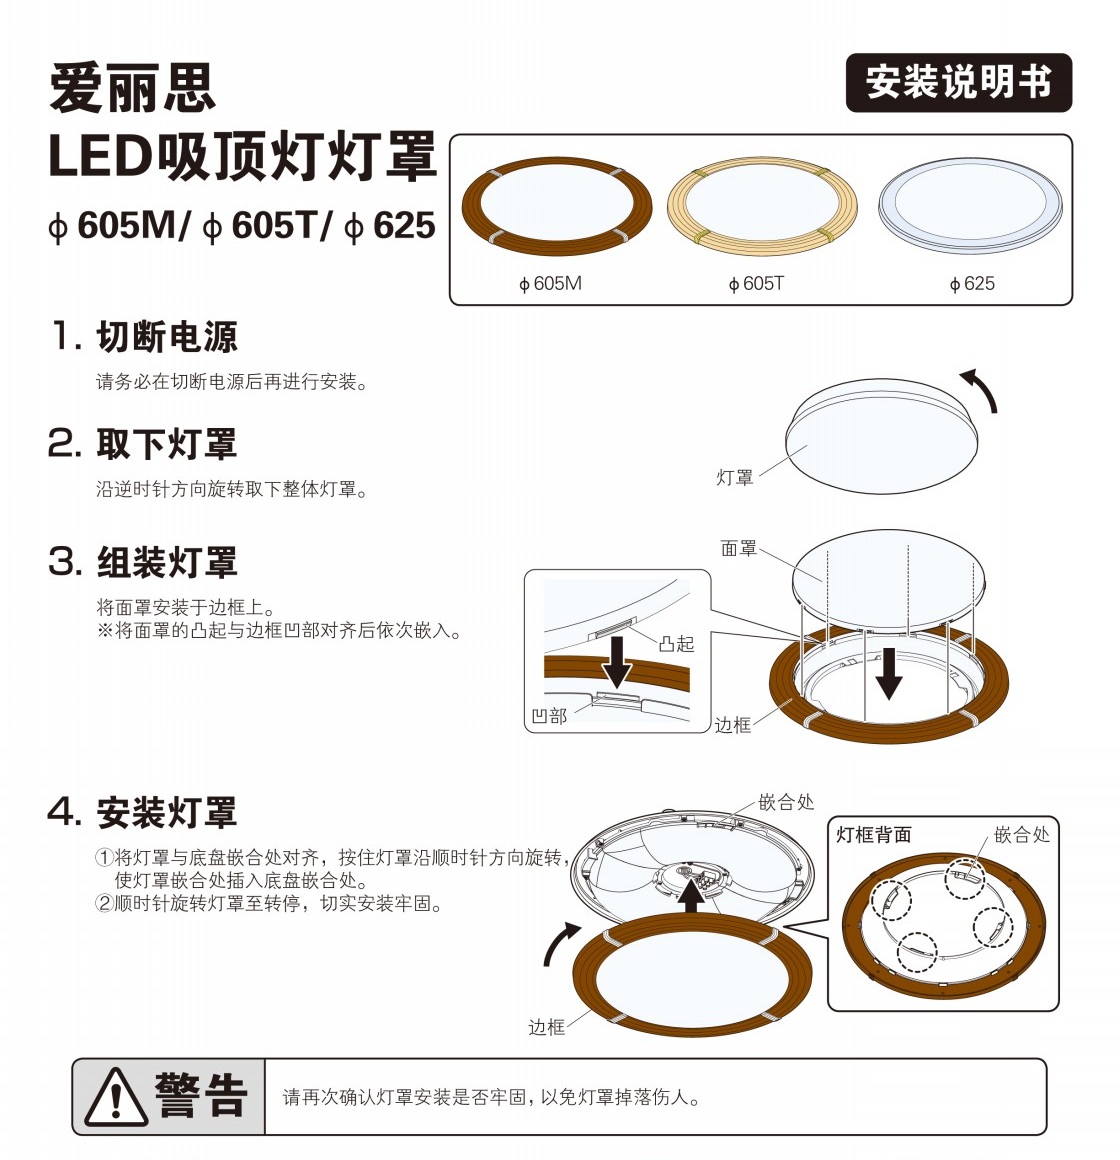 爱丽思
LED吸顶灯灯罩
ф 605M/ ф 605T/ ф 625
安装说明书
ф 605M
ф 605T
ф 625
1. 切断电源
请务必在切断电源后再进行安装。
2. 取下灯罩
沿逆时针方向旋转取下整体灯罩。
灯罩
3. 组装灯罩
将面罩安装于边框上。
※将面罩的凸起与边框凹部对齐后依次嵌入。
面罩
凸起
凹部
边框
4. 安装灯罩
①将灯罩与底盘嵌合处对齐，按住灯罩沿顺时针方向旋转，
使灯罩嵌合处插入底盘嵌合处。
②顺时针旋转灯罩至转停，切实安装牢固。
嵌合处
边框
灯框背面
嵌合处
警告
请再次确认灯罩安装是否牢固，以免灯罩掉落伤人。